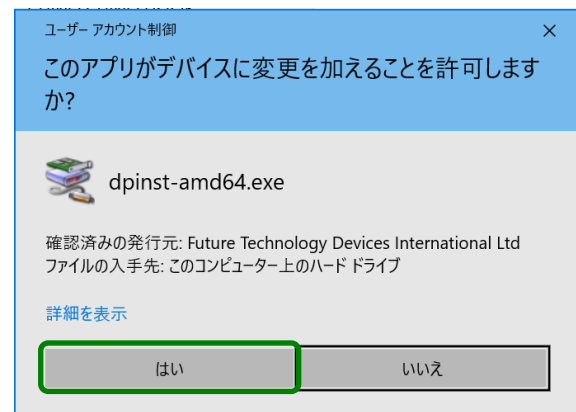 ユーザー アカウント制御
このアプリがデバイスに変更を加えることを許可します
か?
dpinst-amd64.exe
確認済みの発行元: Future Technology Devices International Ltd
ファイルの入手先: このコンピューター上のハード ドライブ
詳細を表示
はい
いいえ